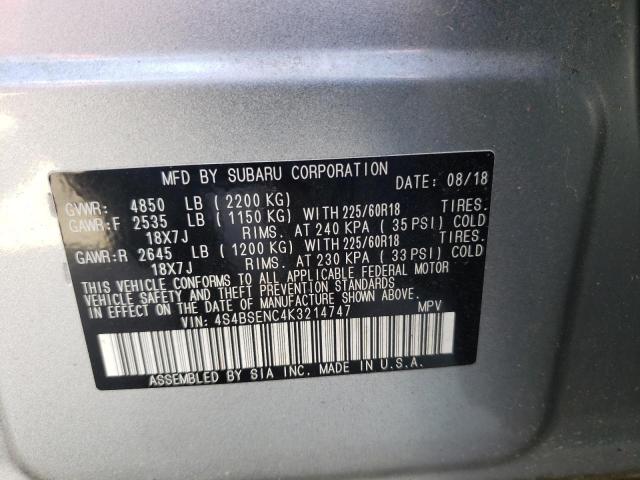 MFD BY SUBARU CORPORATION DATE: 08/18
GVWR: 4850 LB (2200 KG)
GAWR:F 2535 LB (1150 KG) WITH 225/60R18 TIRES.
18X7J RIMS. AT 240 KPA (35 PSI) COLD
GAWR:R 2645 LB (1200 KG) WITH 225/60R18 TIRES.
18X7J RIMS. AT 230 KPA (33 PSI) COLD
THIS VEHICLE CONFORMS TO ALL APPLICABLE FEDERAL MOTOR
VEHICLE SAFETY AND THEFT PREVENTION STANDARDS
IN EFFECT ON THE DATE OF MANUFACTURE SHOWN ABOVE.
VIN: 4S4BSENC4K3214747 MPV
ASSEMBLED BY SIA INC. MADE IN U.S.A.